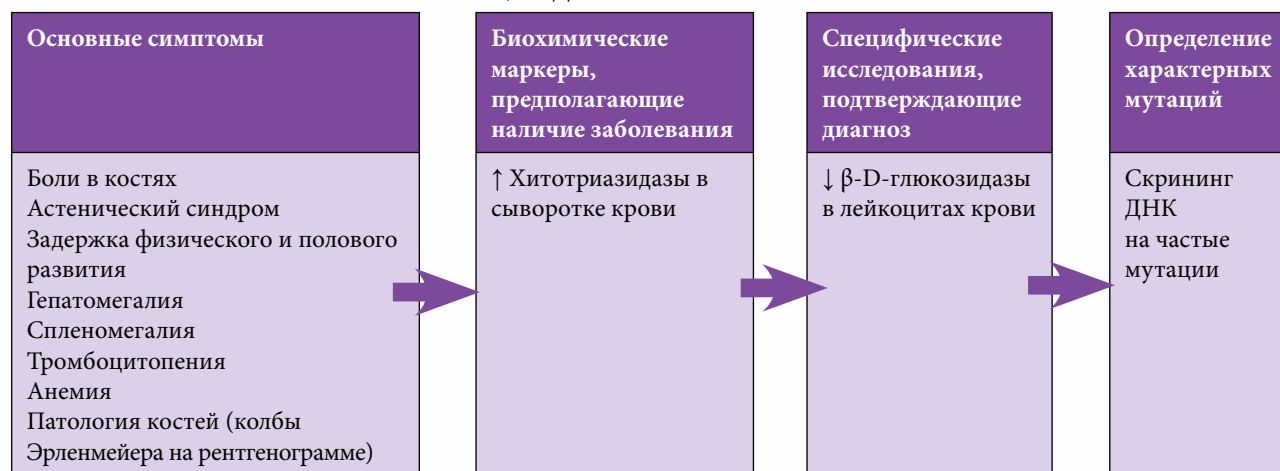 Основные симптомы
Боли в костях
Астенический синдром
Задержка физического и полового
развития
Гепатомегалия
Спленомегалия
Тромбоцитопения
Анемия
Патология костей (колбы
Эрленмейера на рентгенограмме)
Биохимические
маркеры,
предполагающие
наличие заболевания
↑ Хитотриазидазы в
сыворотке крови
Специфические
исследования,
подтверждающие
диагноз
↓ β-D-глюкозидазы
в лейкоцитах крови
Определение
характерных
мутаций
Скрининг
ДНК
на частые
мутации